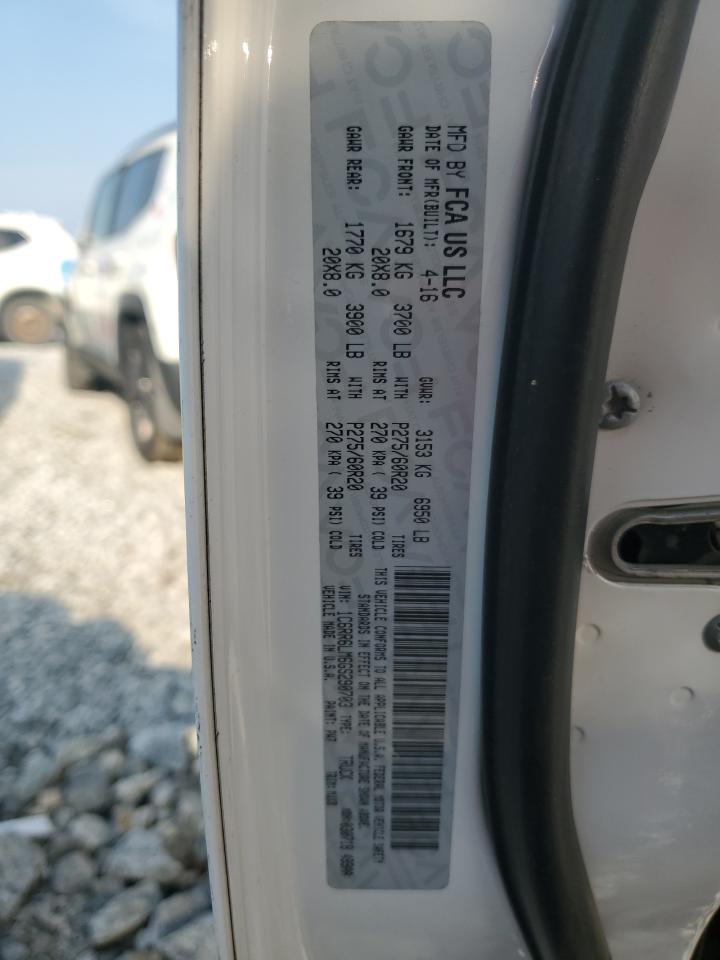 MFD BY FCA US LLC
DATE OF MFR(BUILT): 4-16 GVWR: 3153 KG 6950 LB
GAWR FRONT: 1679 KG 3700 LB WITH P275/60R20 TIRES
20X8.0 RIMS AT 270 KPA ( 39 PSI) COLD
GAWR REAR: 1770 KG 3900 LB WITH P275/60R20 TIRES
20X8.0 RIMS AT 270 KPA ( 39 PSI) COLD
THIS VEHICLE CONFORMS TO ALL APPLICABLE U.S.A. FEDERAL MOTOR VEHICLE SAFETY
STANDARDS IN EFFECT ON THE DATE OF MANUFACTURE SHOWN ABOVE.
VIN: 1C6RR6LM6GS290703 TYPE: TRUCK
VEHICLE MADE IN U.S.A. PAINT: PW7 TRIM: